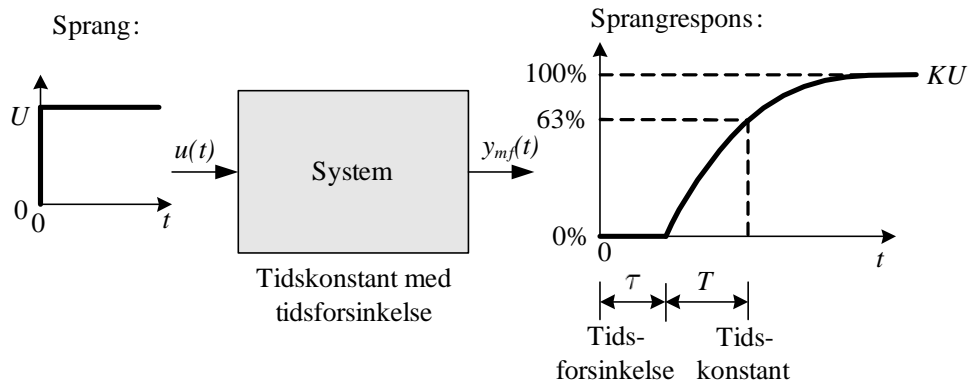 Sprang:
U
0
0
t
u(t)
System
y_mf(t)
Tidskonstant med
tidsforsinkelse
Sprangrespons:
100%
63%
0%
0
KU
t
τ
T
Tids-
forsinkelse
Tids-
konstant